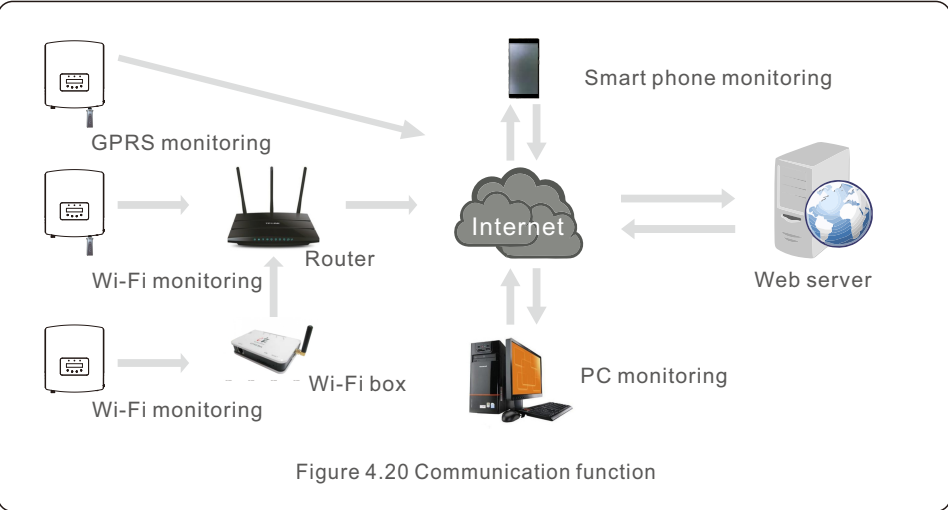 Smart phone monitoring
GPRS monitoring
Internet
Router
Web server
Wi-Fi monitoring
Wi-Fi box
PC monitoring
Wi-Fi monitoring
Figure 4.20 Communication function